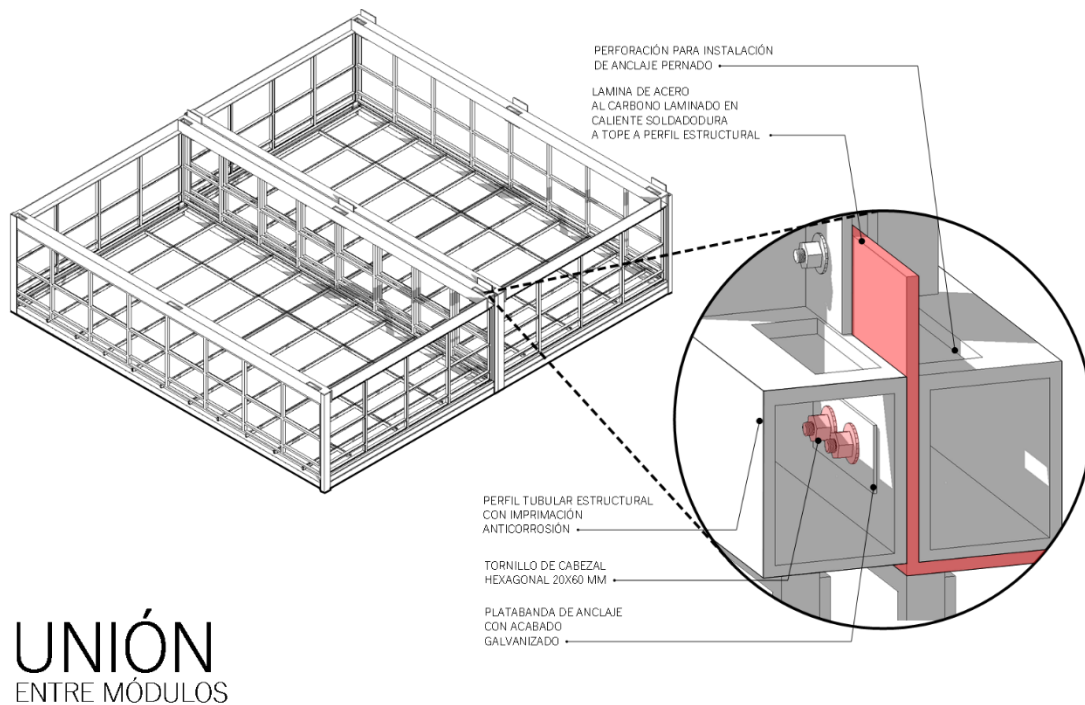 PERFORACIÓN PARA INSTALACIÓN
DE ANCLAJE PERNADO
LAMINA DE ACERO
AL CARBONO LAMINADO EN
CALIENTE SOLDADODURA
A TOPE A PERFIL ESTRUCTURAL
PERFIL TUBULAR ESTRUCTURAL
CON IMPRIMACIÓN
ANTICORROSIÓN
TORNILLO DE CABEZAL
HEXAGONAL 20X60 MM
PLATABANDA DE ANCLAJE
CON ACABADO
GALVANIZADO
UNIÓN
ENTRE MÓDULOS